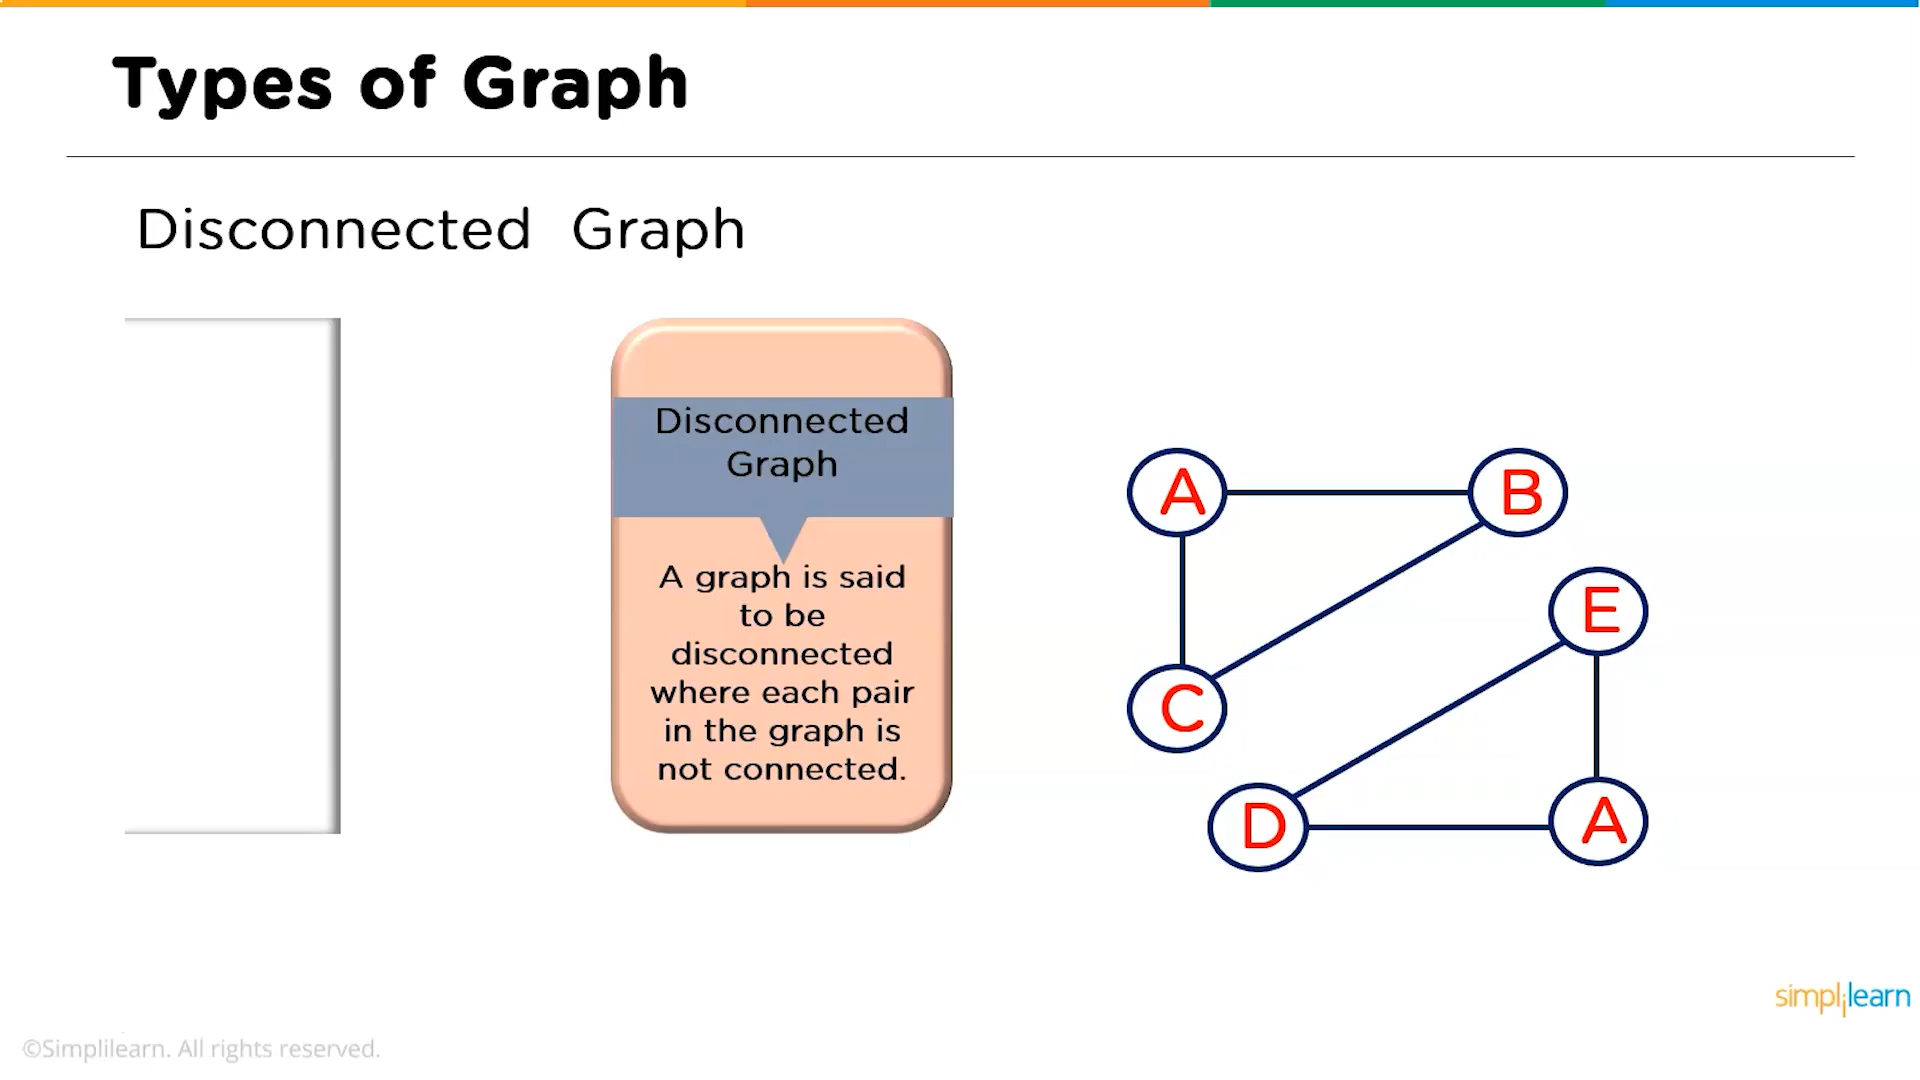 Types of Graph
Disconnected Graph
Disconnected
Graph
A graph is said
to be
disconnected
where each pair
in the graph is
not connected.
A
B
E
C
D
A
simplilearn
©Simplilearn. All rights reserved.